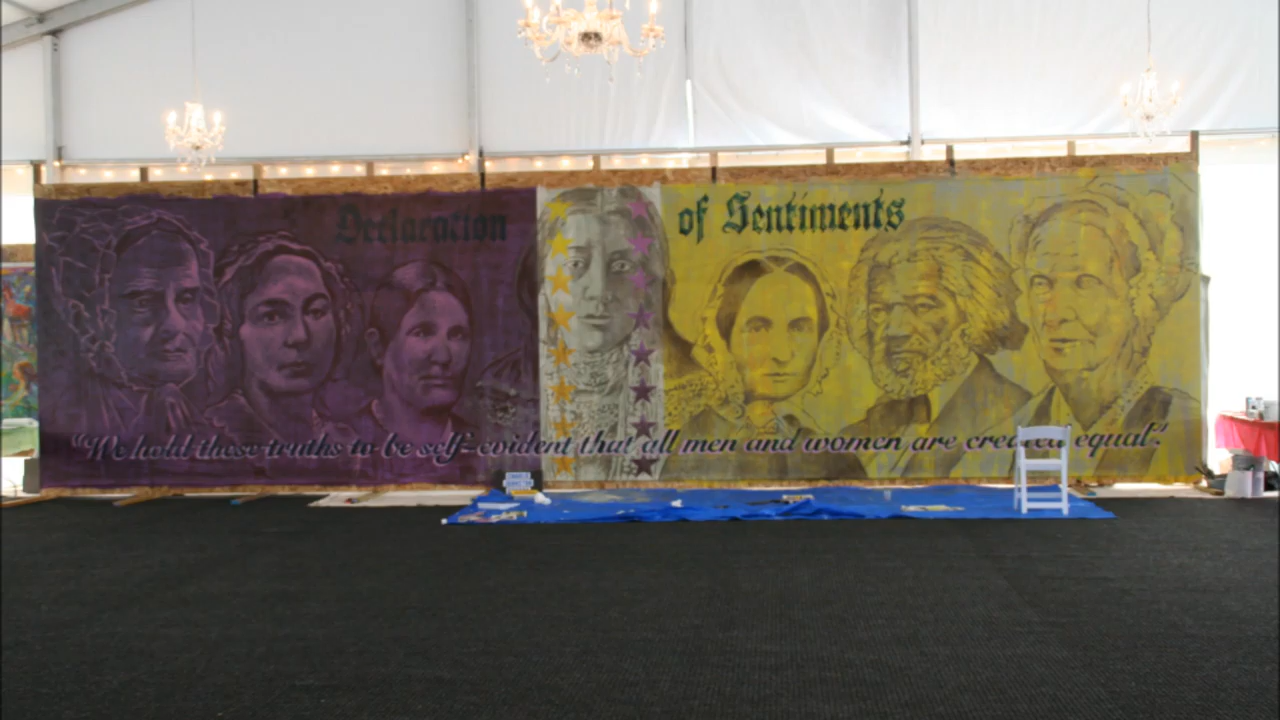 Declaration of Sentiments
"We hold these truths to be self-evident that all men and women are created equal."